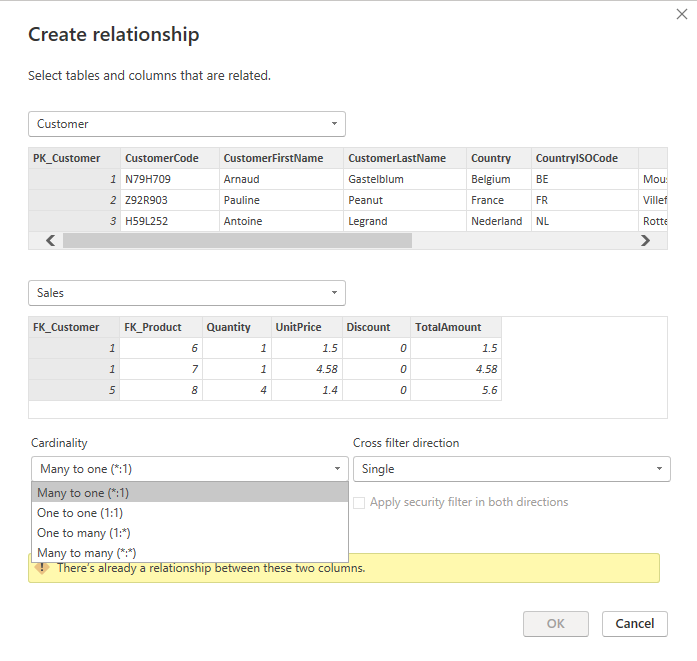 Create relationship
Select tables and columns that are related.
Customer
PK_Customer CustomerCode CustomerFirstName CustomerLastName Country CountryISOCode
1 N79H709 Arnaud Gastelblum Belgium BE Mou
2 Z92R903 Pauline Peanut France FR Villef
3 H59L252 Antoine Legrand Nederland NL Rotte
Sales
FK_Customer FK_Product Quantity UnitPrice Discount TotalAmount
1 6 1 1.5 0 1.5
1 7 1 4.58 0 4.58
5 8 4 1.4 0 5.6
Cardinality Cross filter direction
Many to one (*:1) Single
Many to one (*:1)
One to one (1:1) Apply security filter in both directions
One to many (1:*)
Many to many (*:*)
There's already a relationship between these two columns.
OK Cancel